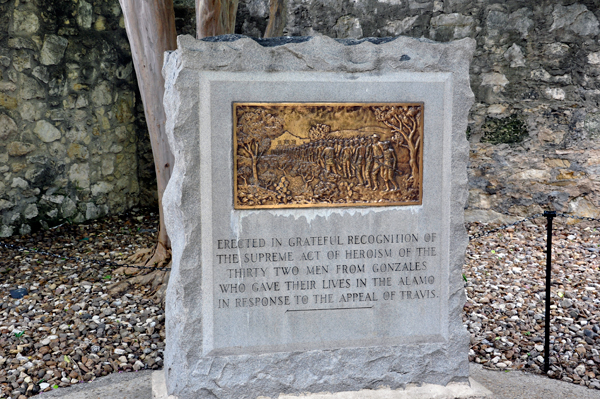 ERECTED IN GRATEFUL RECOGNITION OF
THE SUPREME ACT OF HEROISM OF THE
THIRTY TWO MEN FROM GONZALES
WHO GAVE THEIR LIVES IN THE ALAMO
IN RESPONSE TO THE APPEAL OF TRAVIS.